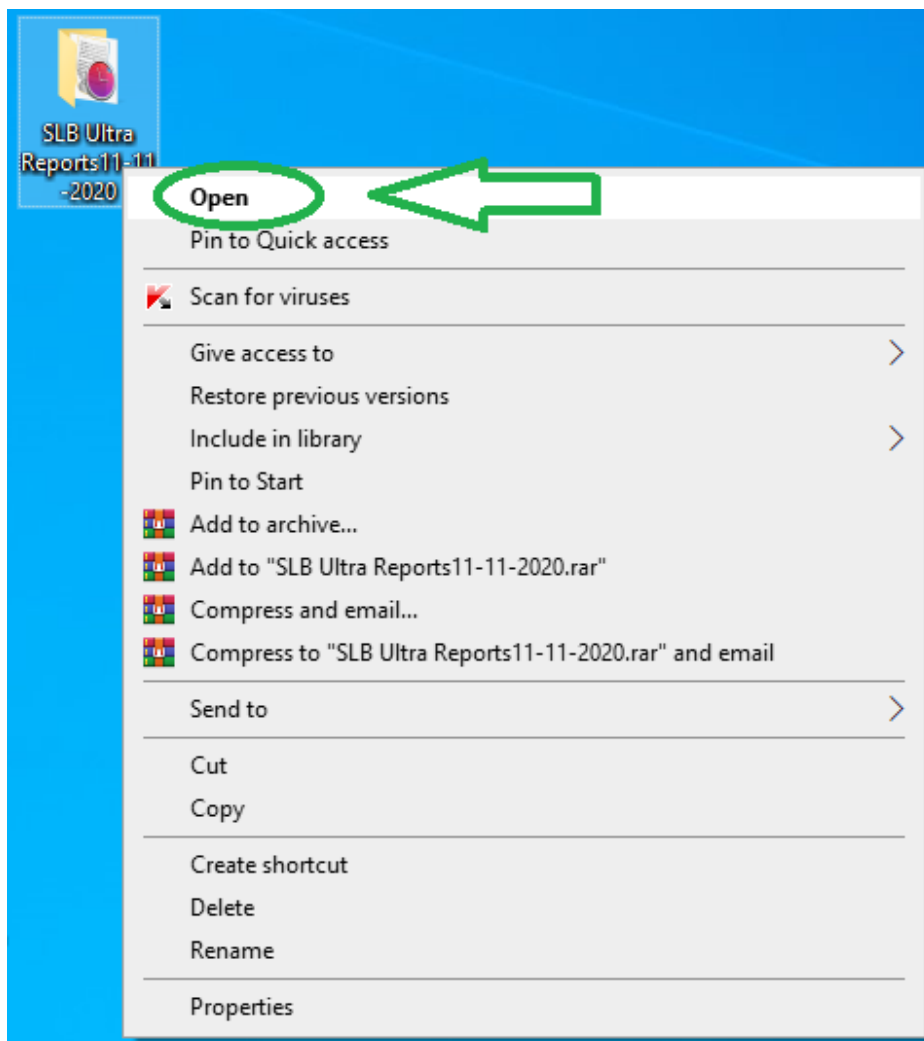 SLB Ultra
Reports11-11
-2020
Open
Pin to Quick access
Scan for viruses
Give access to
Restore previous versions
Include in library
Pin to Start
Add to archive...
Add to "SLB Ultra Reports11-11-2020.rar"
Compress and email...
Compress to "SLB Ultra Reports11-11-2020.rar" and email
Send to
Cut
Copy
Create shortcut
Delete
Rename
Properties